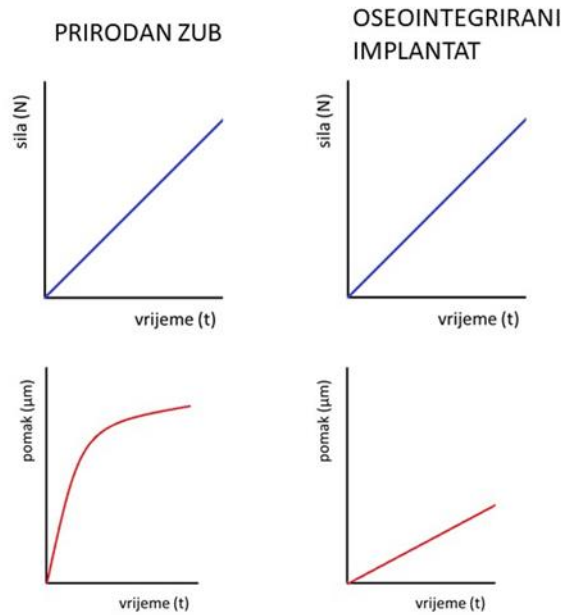 PRIRODAN ZUB
OSEOINTEGRIRANI
IMPLANTAT
sila (N)
vrijeme (t)
sila (N)
vrijeme (t)
pomak (µm)
vrijeme (t)
pomak (µm)
vrijeme (t)